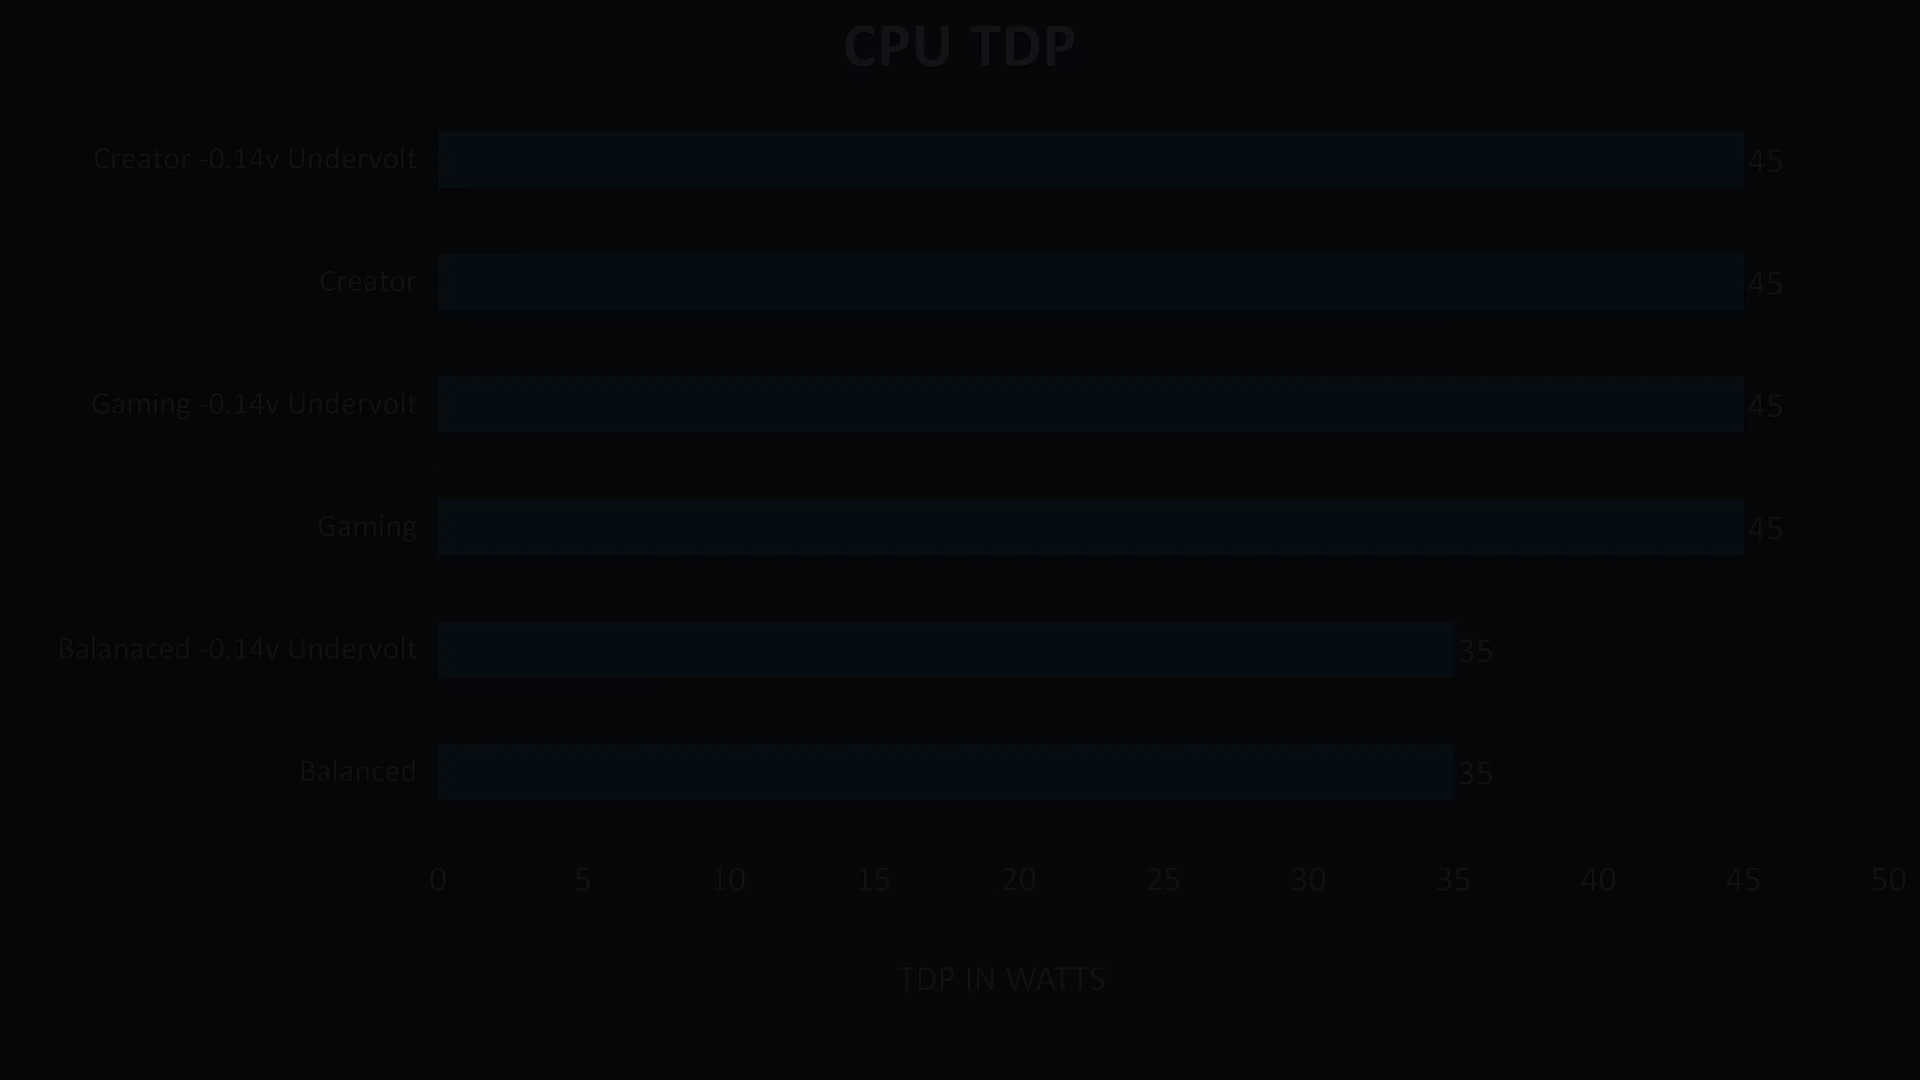 CPU TDP
Creator -0.14v Undervolt 45
Creator 45
Gaming -0.14v Undervolt 45
Gaming 45
Balanaced -0.14v Undervolt 35
Balanced 35
0 5 10 15 20 25 30 35 40 45 50
TDP IN WATTS